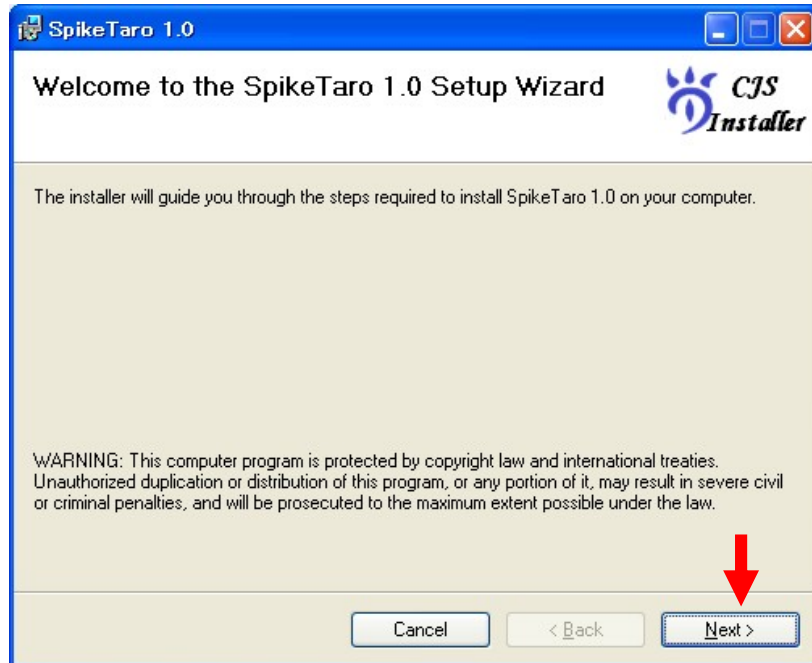 SpikeTaro 1.0
Welcome to the SpikeTaro 1.0 Setup Wizard
CJS
Installer
The installer will guide you through the steps required to install SpikeTaro 1.0 on your computer.
WARNING: This computer program is protected by copyright law and international treaties.
Unauthorized duplication or distribution of this program, or any portion of it, may result in severe civil
or criminal penalties, and will be prosecuted to the maximum extent possible under the law.
Cancel
< Back
Next >